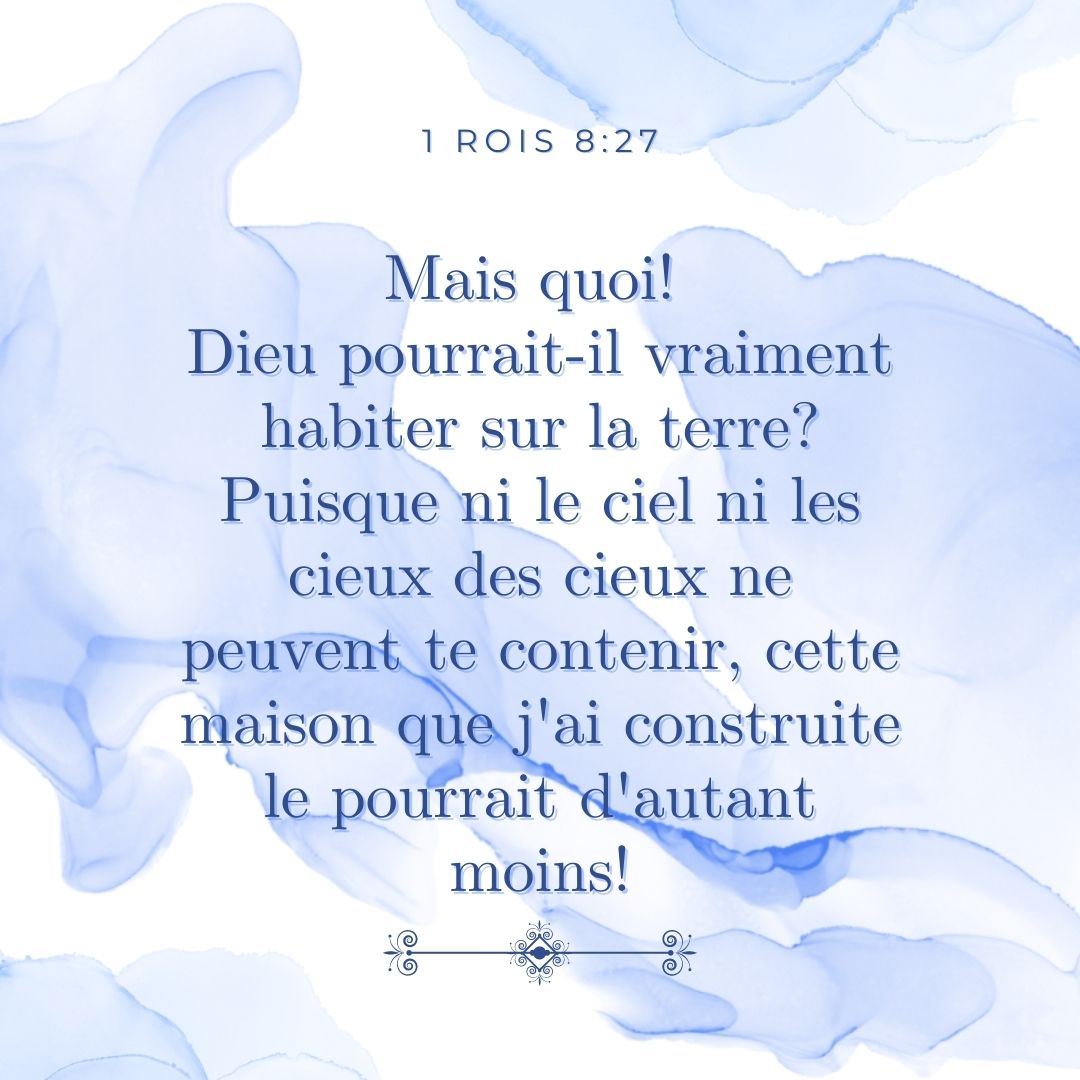 1 ROIS 8:27
Mais quoi!
Dieu pourrait-il vraiment
habiter sur la terre?
Puisque ni le ciel ni les
cieux des cieux ne
peuvent te contenir, cette
maison que j'ai construite
le pourrait d'autant
moins!